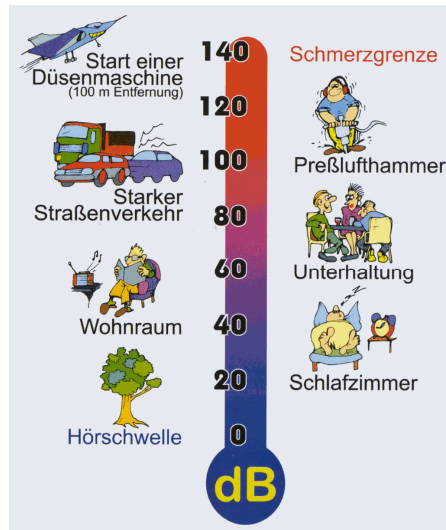 Start einer
Düsenmaschine
(100 m Entfernung)
140
Schmerzgrenze
120
100
Preßlufthammer
Starker
Straßenverkehr
80
60
Unterhaltung
Wohnraum
40
20
Schlafzimmer
Hörschwelle
0
dB